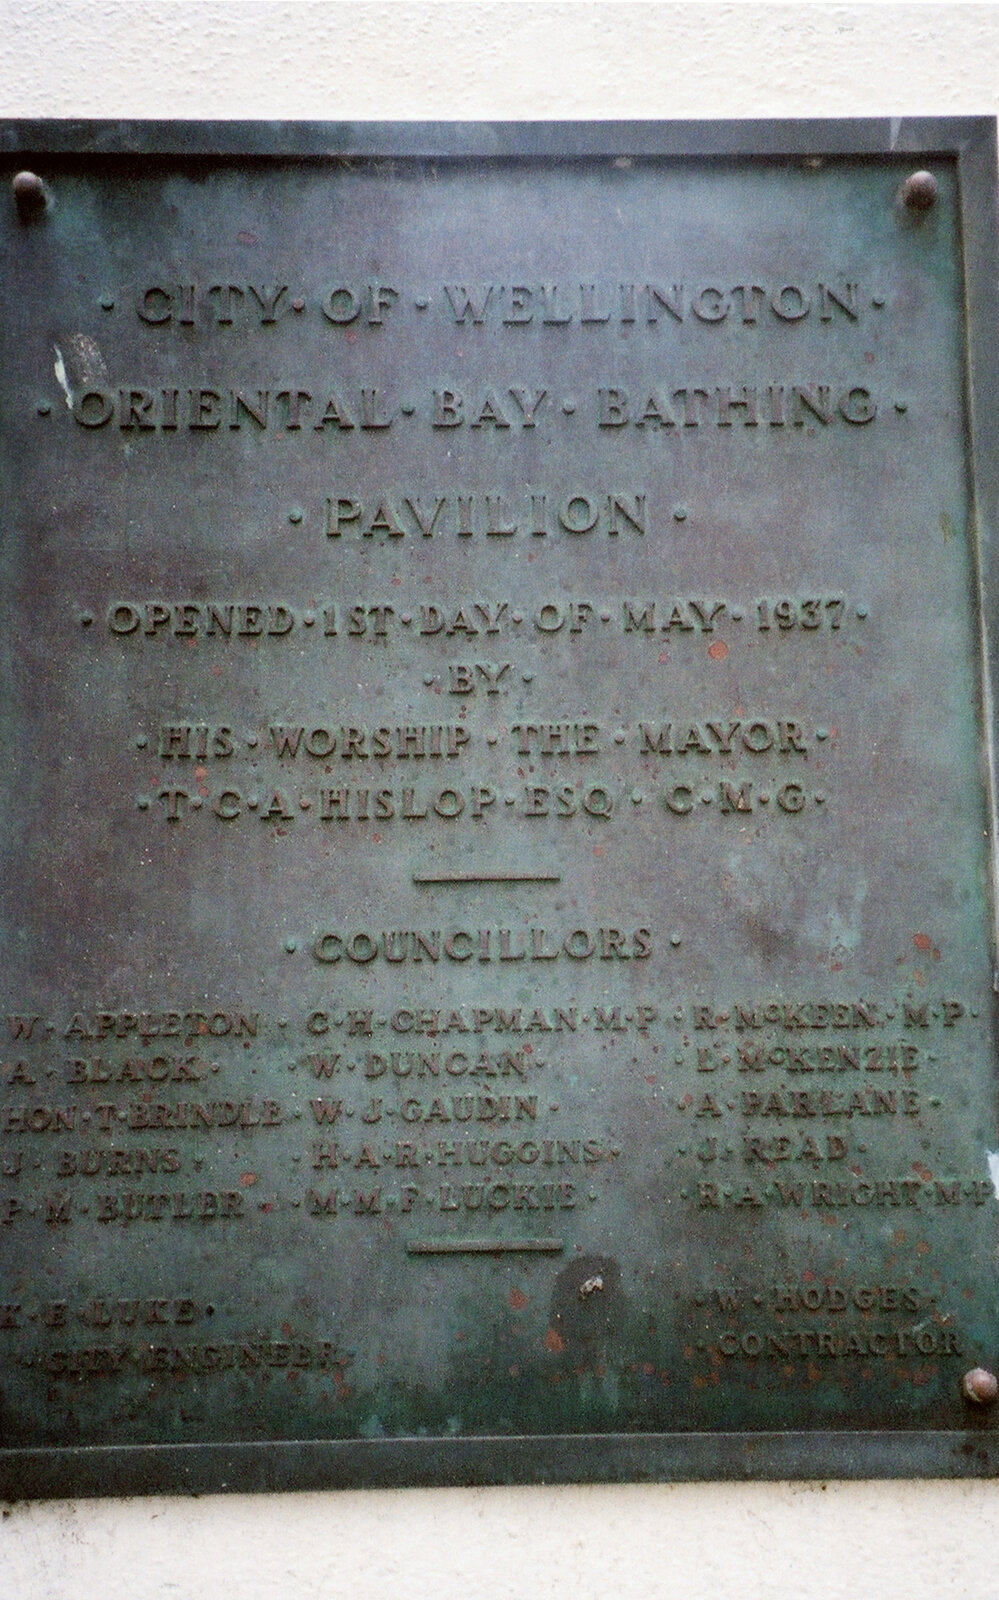 · CITY · OF · WELLINGTON ·
· ORIENTAL · BAY · BATHING ·
· PAVILION ·
· OPENED · 1ST · DAY · OF · MAY · 1937 ·
· BY ·
· HIS · WORSHIP · THE · MAYOR ·
· T · C · A · HISLOP · ESQ · C · M · G ·
· COUNCILLORS ·
W · APPLETON · C · H · CHAPMAN · M · P · R · McKEEN · M · P ·
A · BLACK · · W · DUNCAN · · L · McKENZIE ·
HON · T · BRINDLE · W · J · GAUDIN · · A · PARLANE ·
J · BURNS · · H · A · R · HUGGINS · · J · READ ·
P · M · BUTLER · · M · M · F · LUCKIE · · R · A · WRIGHT · M · P
K · E · LUKE · · W · HODGES ·
· CITY · ENGINEER · · CONTRACTOR ·